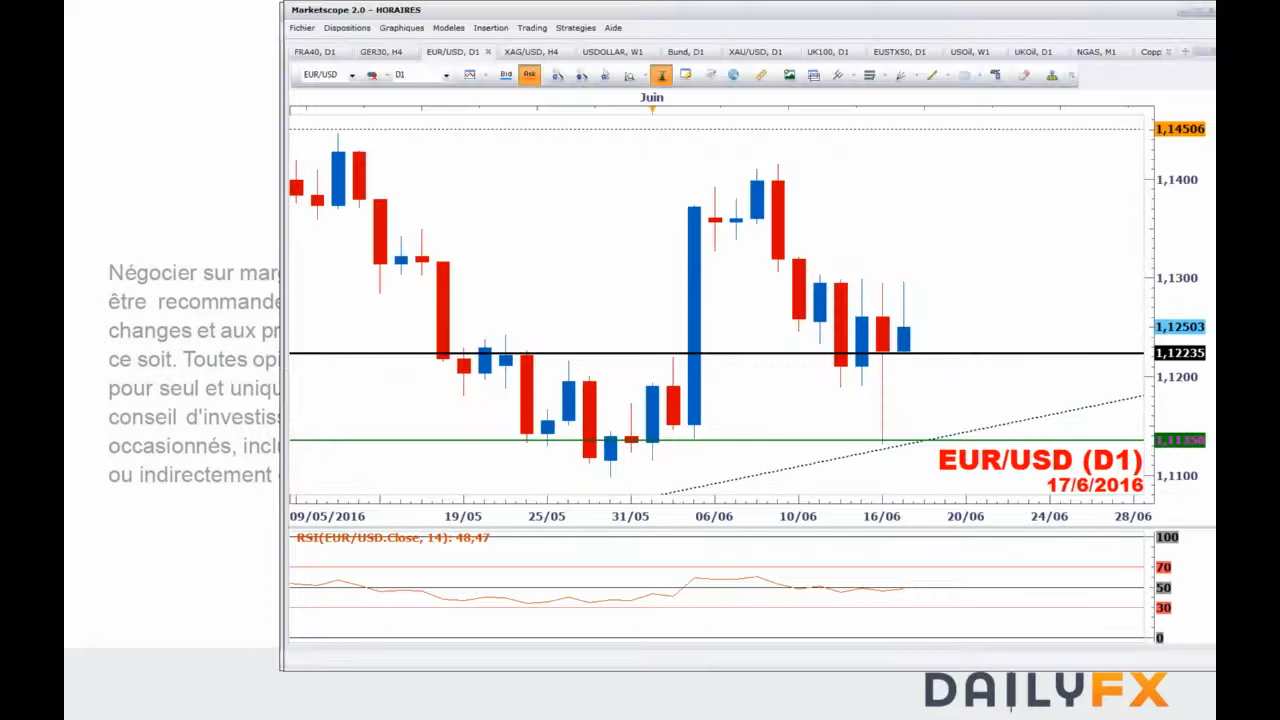 Marketscope 2.0 - HORAIRES
Fichier Dispositions Graphiques Modeles Insertion Trading Strategies Aide
FRA40, D1 GER30, H4 EUR/USD, D1 XAG/USD, H4 USDOLLAR, W1 Bund, D1 XAU/USD, D1 UK100, D1 EUSTX50, D1 USOil, W1 UKOil, D1 NGAS, M1 Copp
EUR/USD D1 Bid Ask
Juin
1,14506
1,1400
1,1300
1,12503
1,12235
1,1200
1,11350
1,1100
EUR/USD (D1)
17/6/2016
09/05/2016 19/05 25/05 31/05 06/06 10/06 16/06 20/06 24/06 28/06
RSI(EUR/USD.Close, 14): 48,47
100
70
50
30
0
Négocier sur marg
être recommande
changes et aux pr
ce soit. Toutes opi
pour seul et uniqu
conseil d'investiss
occasionnés, inclu
ou indirectement
DAILYFX